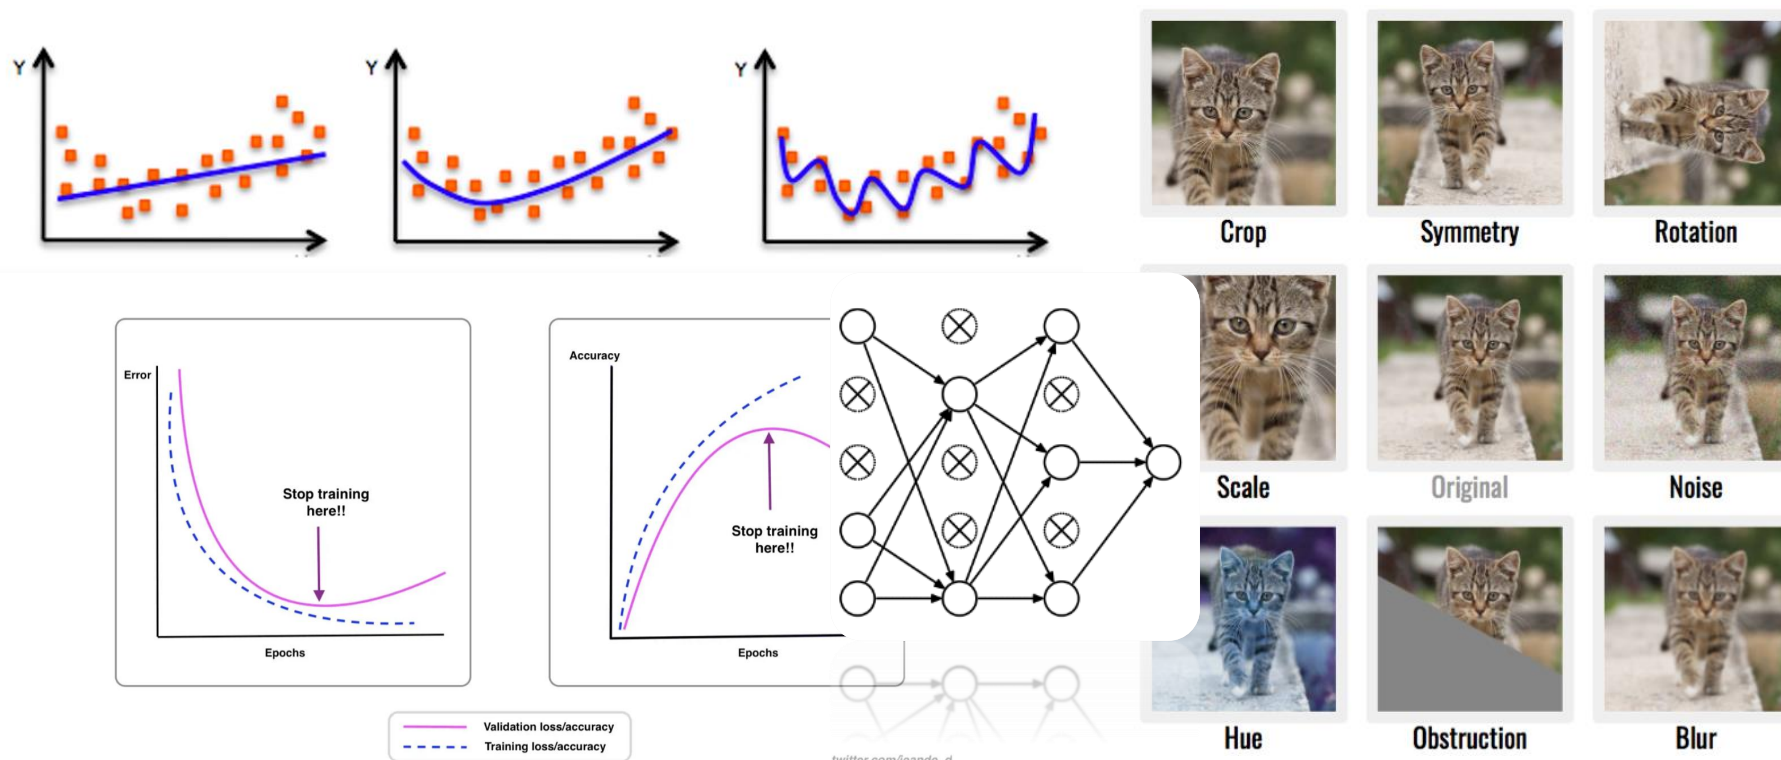 Y
Y
Y
Crop
Symmetry
Rotation
Error
Stop training
here!!
Epochs
Accuracy
Stop training
here!!
Epochs
Validation loss/accuracy
Training loss/accuracy
Scale
Original
Noise
Hue
Obstruction
Blur